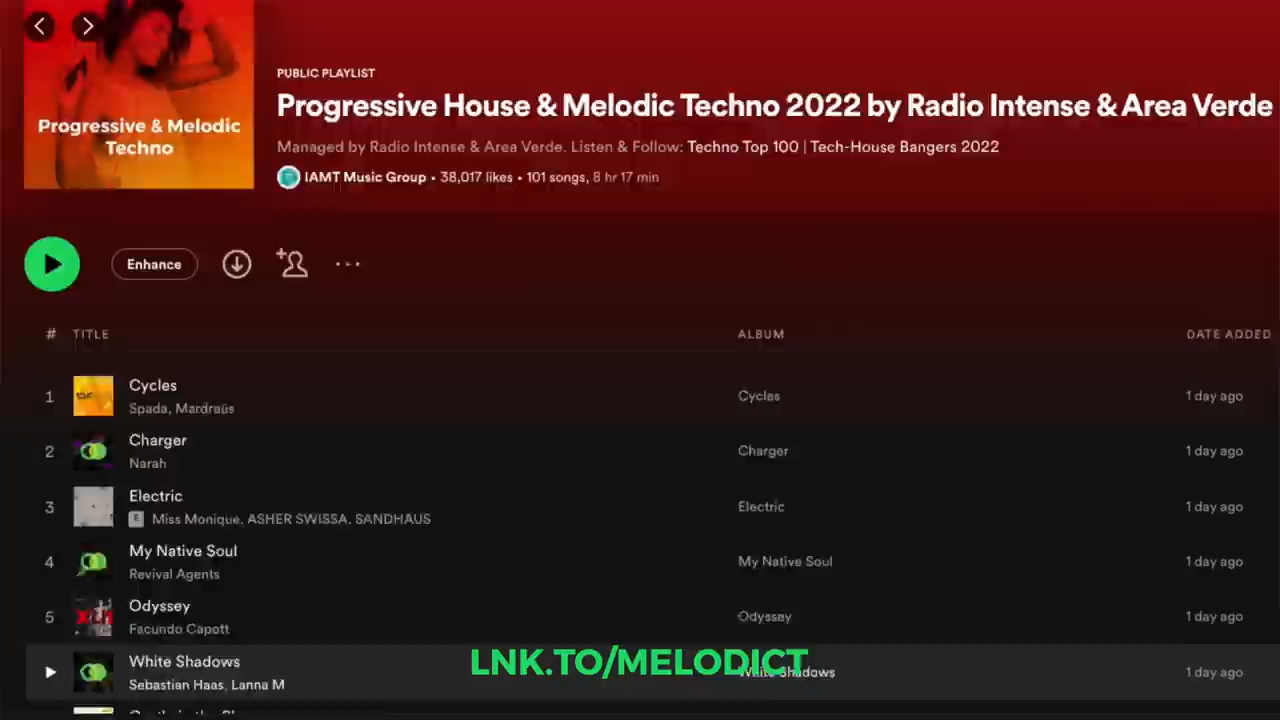 Progressive & Melodic
Techno
PUBLIC PLAYLIST
Progressive House & Melodic Techno 2022 by Radio Intense & Area Verde
Managed by Radio Intense & Area Verde. Listen & Follow: Techno Top 100 | Tech-House Bangers 2022
IAMT Music Group • 38,017 likes • 101 songs, 8 hr 17 min
Enhance
# TITLE ALBUM DATE ADDED
1 Cycles Cycles 1 day ago
Spada, Mardraüs
2 Charger Charger 1 day ago
Narah
3 Electric Electric 1 day ago
E Miss Monique, ASHER SWISSA, SANDHAUS
4 My Native Soul My Native Soul 1 day ago
Revival Agents
5 Odyssey Odyssey 1 day ago
Facundo Capott
White Shadows White Shadows 1 day ago
Sebastian Haas, Lanna M
LNK.TO/MELODICT